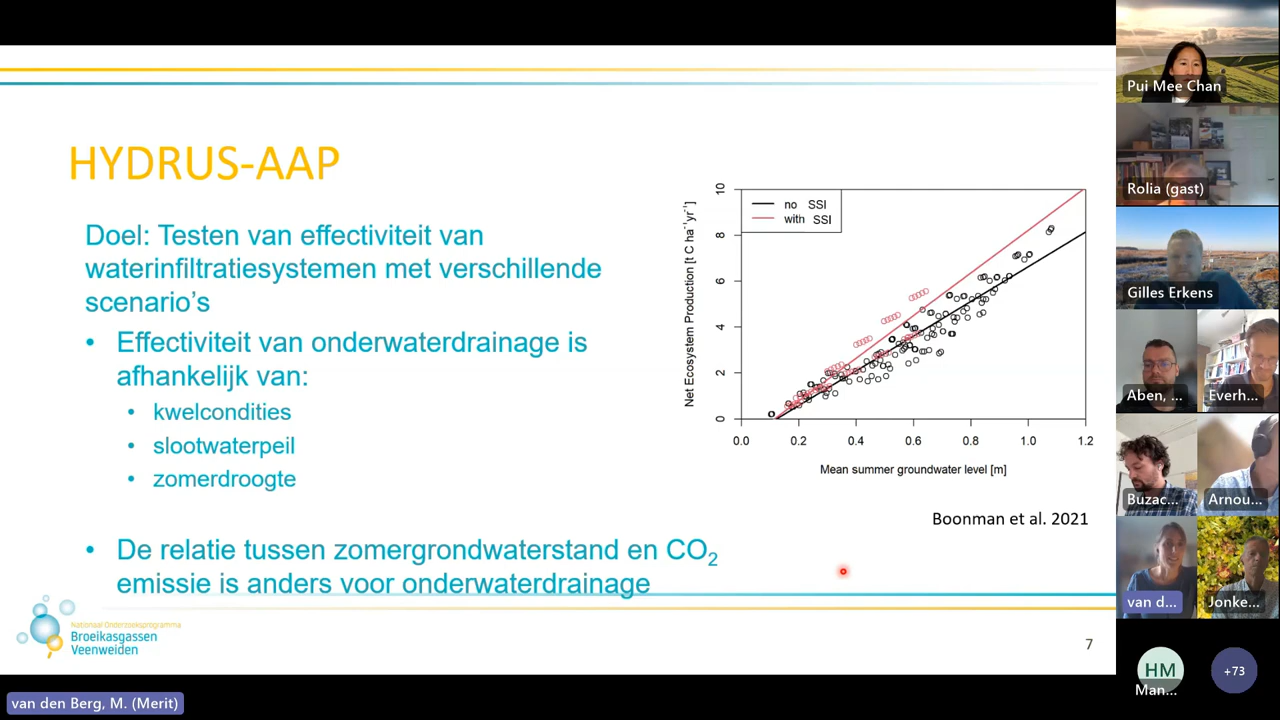 HYDRUS-AAP
Doel: Testen van effectiviteit van
waterinfiltratiesystemen met verschillende
scenario's
• Effectiviteit van onderwaterdrainage is
afhankelijk van:
• kwelcondities
• slootwaterpeil
• zomerdroogte
• De relatie tussen zomergrondwaterstand en CO₂
emissie is anders voor onderwaterdrainage
no SSI
with SSI
Net Ecosystem Production [t C ha⁻¹yr⁻¹]
10
8
6
4
2
0
0.0 0.2 0.4 0.6 0.8 1.0 1.2
Mean summer groundwater level [m]
Boonman et al. 2021
Nationaal Onderzoeksprogramma
Broeikasgassen
Veenweiden
7
van den Berg, M. (Merit)
Pui Mee Chan
Rolia (gast)
Gilles Erkens
Aben, ... Everh...
Buzac... Arnou...
van d... Jonke...
HM +73
Man...